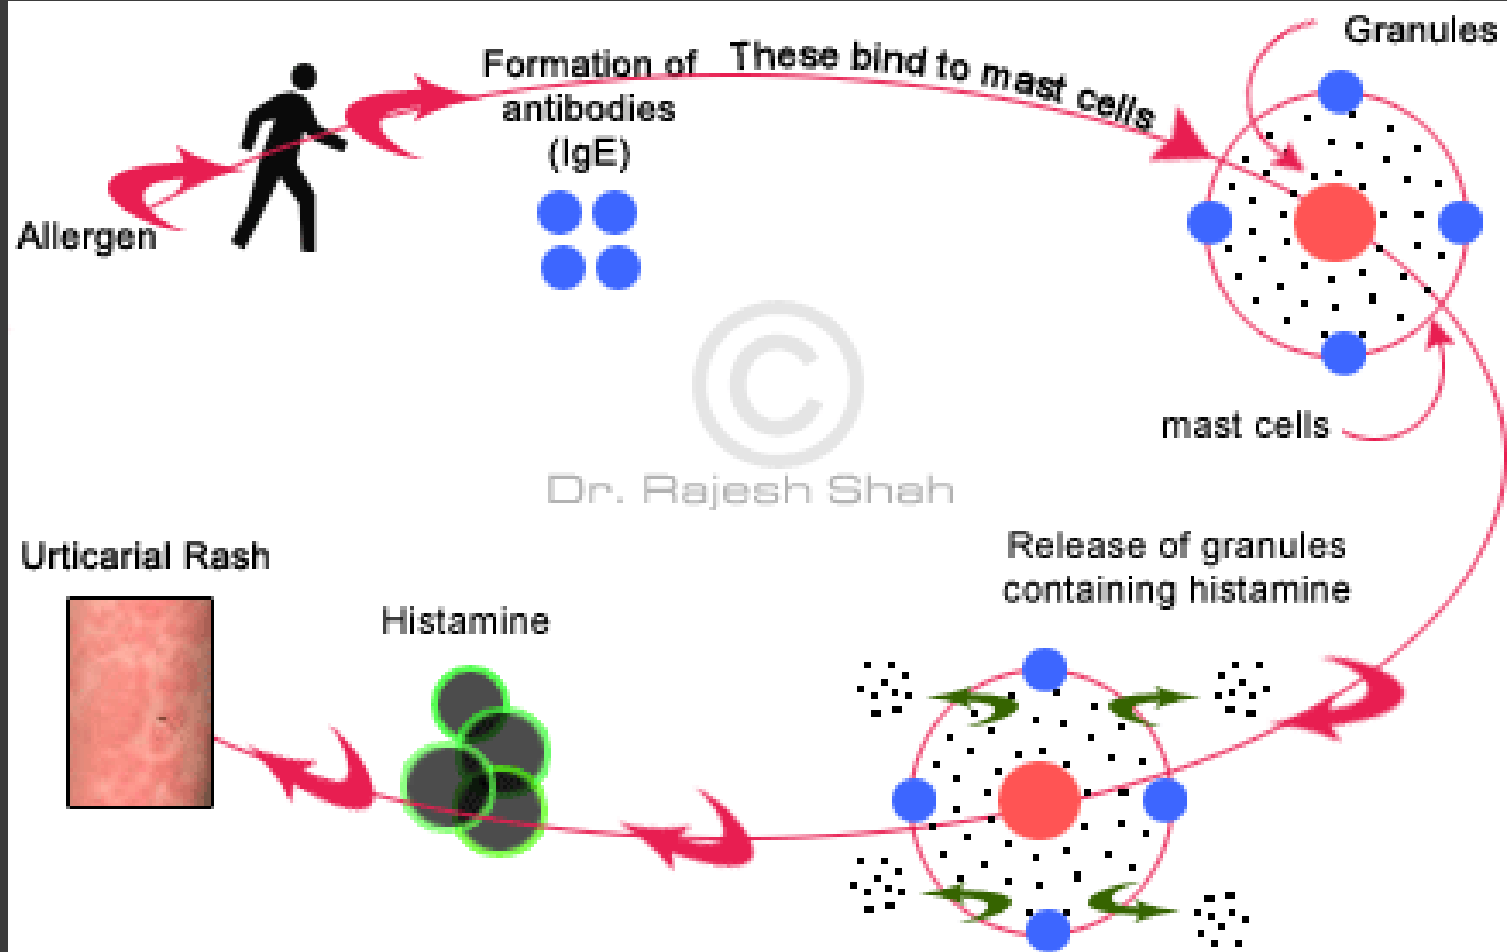 Granules
Formation of
antibodies
(IgE)
These bind to mast cells
Allergen
mast cells
©
Dr. Rajesh Shah
Release of granules
containing histamine
Urticarial Rash
Histamine